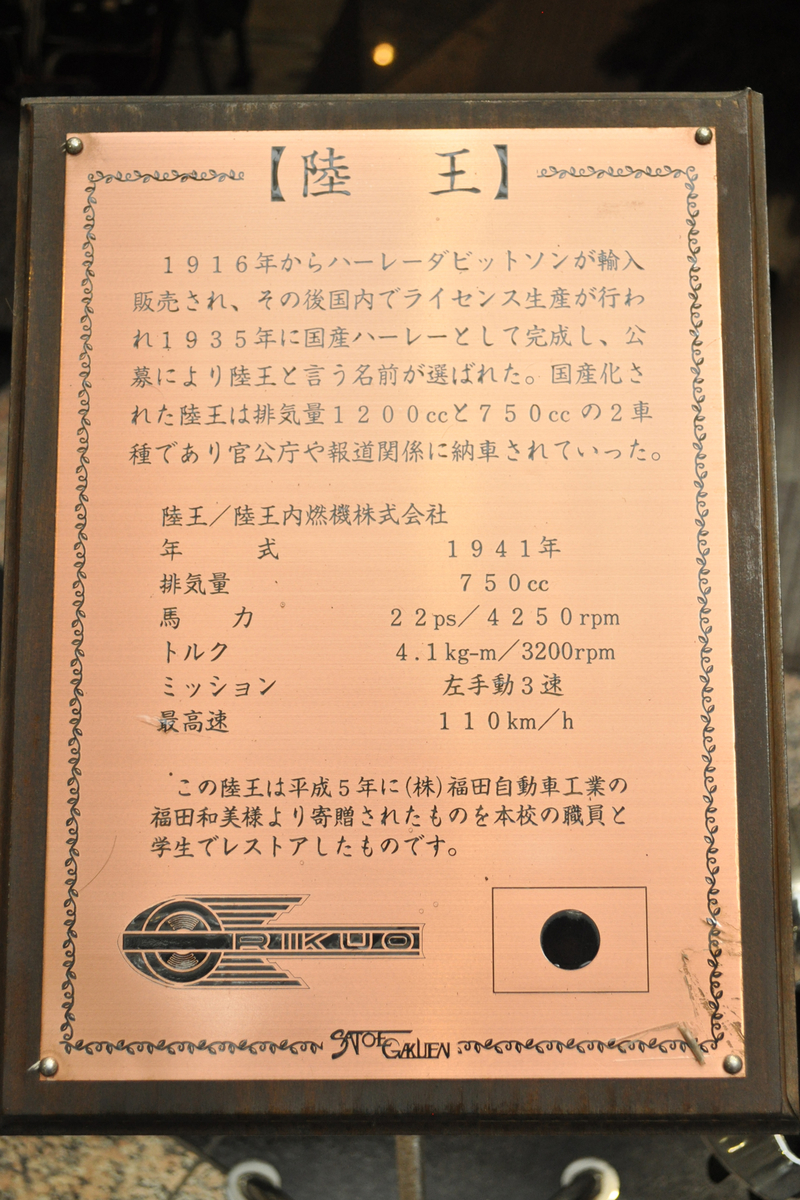 【陸　王】
１９１６年からハーレーダビットソンが輸入
販売され、その後国内でライセンス生産が行わ
れ１９３５年に国産ハーレーとして完成し、公
募により陸王と言う名前が選ばれた。国産化さ
れた陸王は排気量１２００ccと７５０cc の２車
種であり官公庁や報道関係に納車されていった。
陸王／陸王内燃機株式会社
年　　式　１９４１年
排気量　７５０cc
馬　力　２２ps／４２５０rpm
トルク　４.１kg-m／3200rpm
ミッション　左手動３速
最高速　１１０km／h
この陸王は平成５年に(株)福田自動車工業の
福田和美様より寄贈されたものを本校の職員と
学生でレストアしたものです。
RIKUO
SATOE GAKUEN